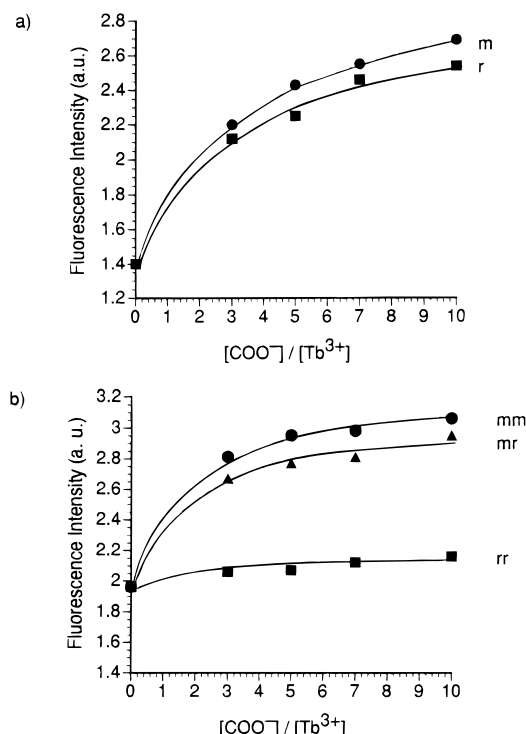 a)
2.8
2.6
2.4
2.2
2
1.8
1.6
1.4
1.2
Fluorescence Intensity (a.u.)
m
r
0 1 2 3 4 5 6 7 8 9 10
[COO⁻] / [Tb³⁺]
b)
3.2
3
2.8
2.6
2.4
2.2
2
1.8
1.6
1.4
Fluorescence Intensity (a. u.)
mm
mr
rr
0 1 2 3 4 5 6 7 8 9 10
[COO⁻] / [Tb³⁺]